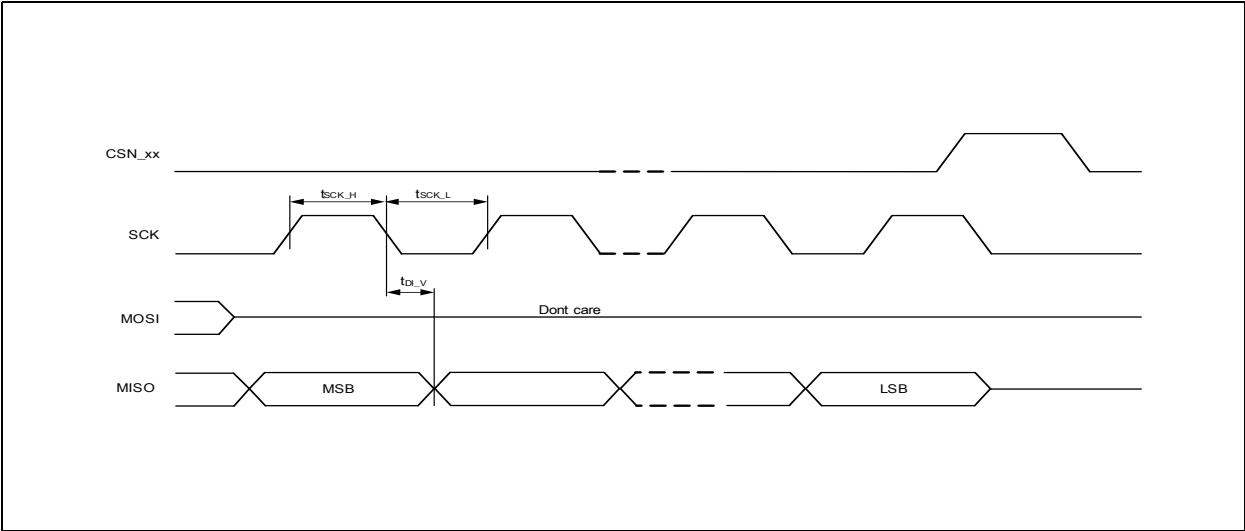 CSN_xx
tSCK_H tSCK_L
SCK
tDI_V
MOSI Dont care
MISO MSB LSB